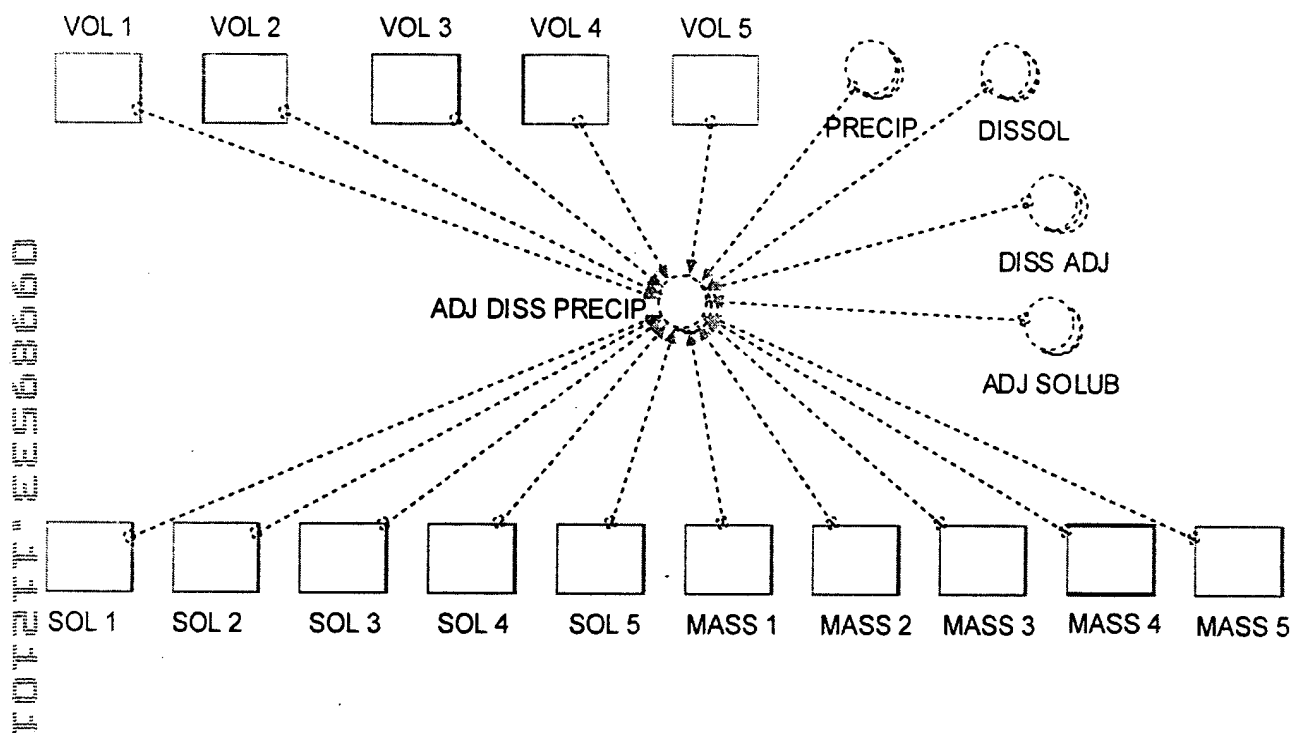 VOL 1
VOL 2
VOL 3
VOL 4
VOL 5
PRECIP
DISSOL
DISS ADJ
ADJ DISS PRECIP
ADJ SOLUB
SOL 1
SOL 2
SOL 3
SOL 4
SOL 5
MASS 1
MASS 2
MASS 3
MASS 4
MASS 5